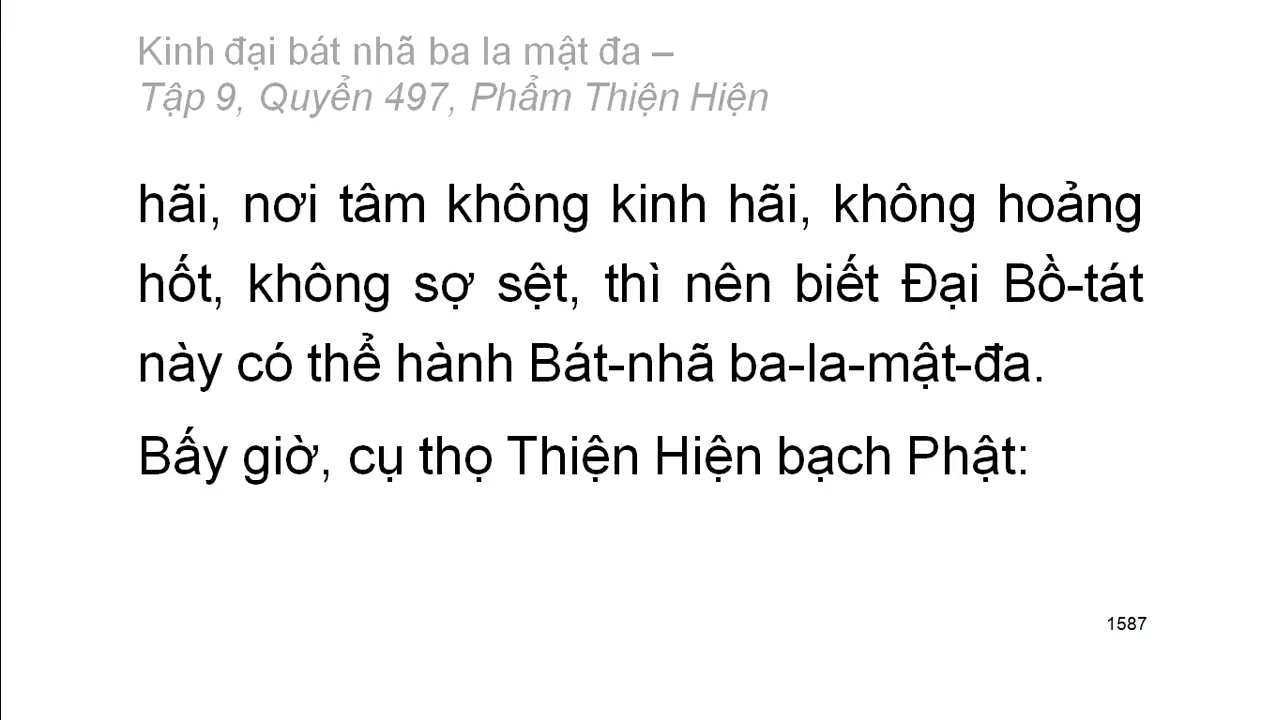 Kinh đại bát nhã ba la mật đa –
Tập 9, Quyển 497, Phẩm Thiện Hiện
hãi, nơi tâm không kinh hãi, không hoảng
hốt, không sợ sệt, thì nên biết Đại Bồ-tát
này có thể hành Bát-nhã ba-la-mật-đa.
Bấy giờ, cụ thọ Thiện Hiện bạch Phật:
1587